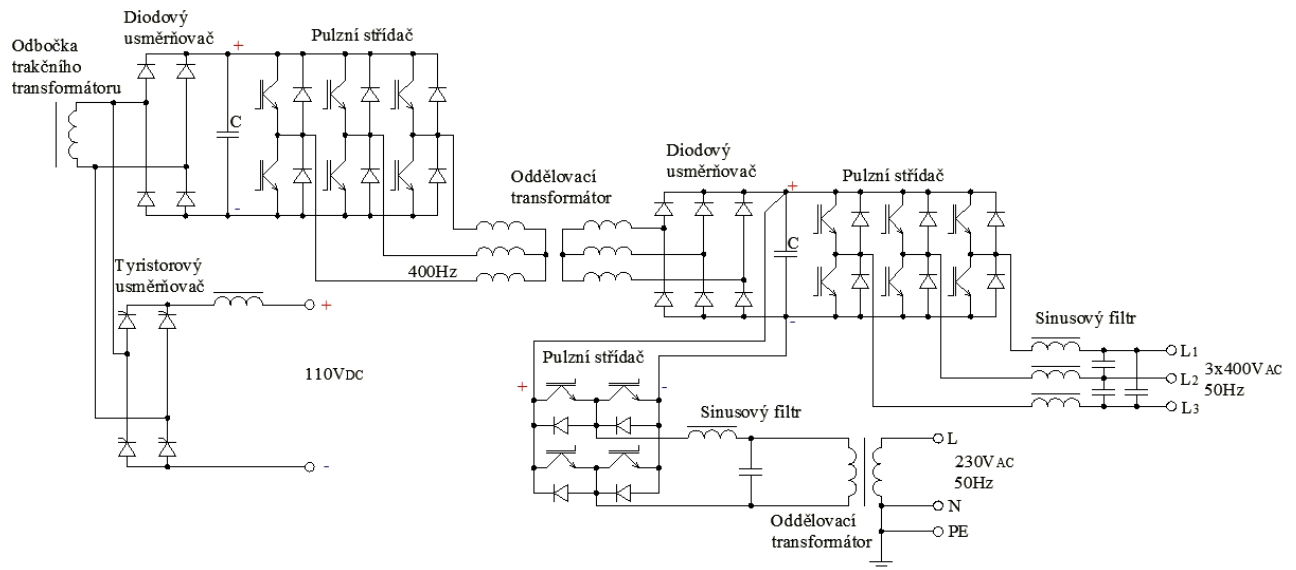 Diodový
usměrňovač
+
Pulzní střídač
Odbočka
trakčního
transformátoru
C
-
Oddělovací
transformátor
Diodový
usměrňovač
+
Pulzní střídač
C
400Hz
Tyristorový
usměrňovač
+
110VDC
-
-
Sinusový filtr
L1
L2
L3
3x400VAC
50Hz
Pulzní střídač
+
-
Sinusový filtr
L
230VAC
50Hz
N
PE
Oddělovací
transformátor